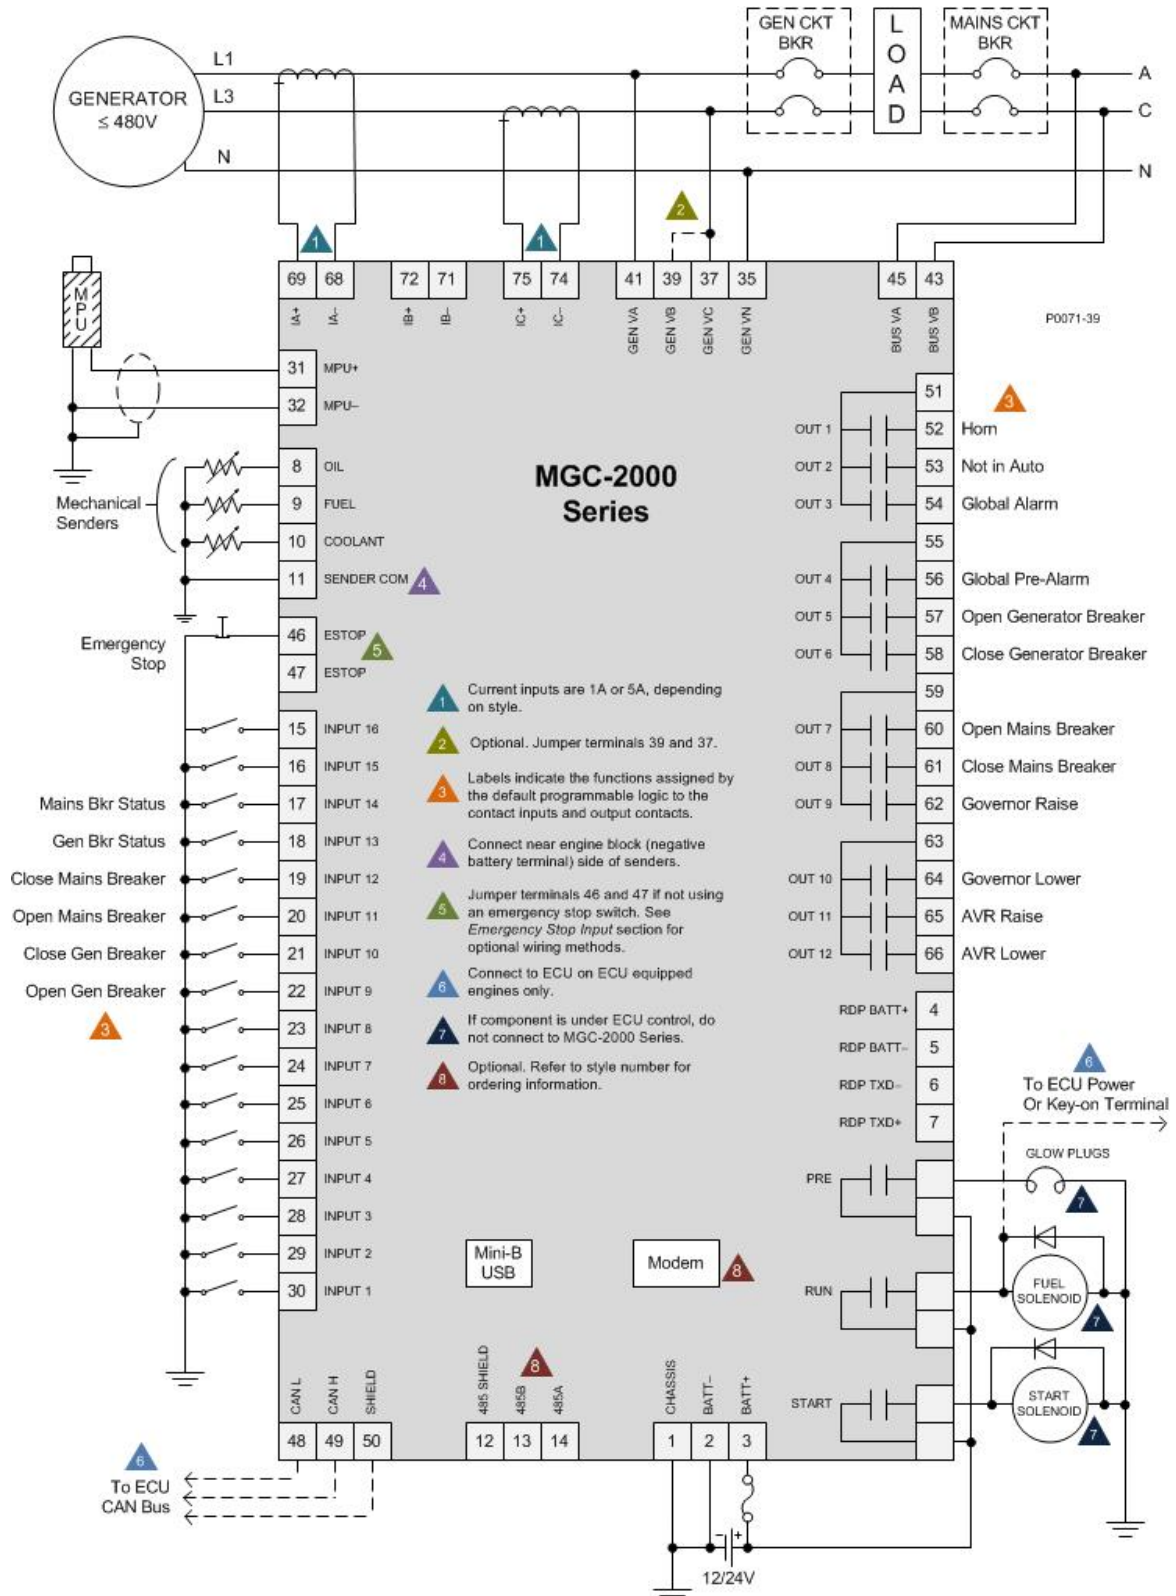 GEN CKT
BKR
LOAD
MAINS CKT
BKR
L1
L3
N
GENERATOR
≤ 480V
A
C
N
2
1
1
69
68
72
71
75
74
41
39
37
35
45
43
IA+
IA–
IB+
IB–
IC+
IC–
GEN VA
GEN VB
GEN VC
GEN VN
BUS VA
BUS VB
P0071-39
MPU
31 MPU+
32 MPU–
8 OIL
9 FUEL
10 COOLANT
11 SENDER COM
4
Mechanical
Senders
Emergency
Stop
46 ESTOP
47 ESTOP
5
15 INPUT 16
16 INPUT 15
Mains Bkr Status 17 INPUT 14
Gen Bkr Status 18 INPUT 13
Close Mains Breaker 19 INPUT 12
Open Mains Breaker 20 INPUT 11
Close Gen Breaker 21 INPUT 10
Open Gen Breaker 22 INPUT 9
3
23 INPUT 8
24 INPUT 7
25 INPUT 6
26 INPUT 5
27 INPUT 4
28 INPUT 3
29 INPUT 2
30 INPUT 1
MGC-2000
Series
1 Current inputs are 1A or 5A, depending
on style.
2 Optional. Jumper terminals 39 and 37.
3 Labels indicate the functions assigned by
the default programmable logic to the
contact inputs and output contacts.
4 Connect near engine block (negative
battery terminal) side of senders.
5 Jumper terminals 46 and 47 if not using
an emergency stop switch. See
Emergency Stop Input section for
optional wiring methods.
6 Connect to ECU on ECU equipped
engines only.
7 If component is under ECU control, do
not connect to MGC-2000 Series.
8 Optional. Refer to style number for
ordering information.
51
3
OUT 1 52 Horn
OUT 2 53 Not in Auto
OUT 3 54 Global Alarm
55
OUT 4 56 Global Pre-Alarm
OUT 5 57 Open Generator Breaker
OUT 6 58 Close Generator Breaker
59
OUT 7 60 Open Mains Breaker
OUT 8 61 Close Mains Breaker
OUT 9 62 Governor Raise
63
OUT 10 64 Governor Lower
OUT 11 65 AVR Raise
OUT 12 66 AVR Lower
RDP BATT+ 4
RDP BATT– 5
RDP TXD– 6
RDP TXD+ 7
6
To ECU Power
Or Key-on Terminal
PRE
GLOW PLUGS
7
RUN
FUEL
SOLENOID
7
START
START
SOLENOID
7
Mini-B
USB
Modem
8
8
CAN L
CAN H
SHIELD
485 SHIELD
485B
485A
CHASSIS
BATT–
BATT+
48
49
50
12
13
14
1
2
3
6
To ECU
CAN Bus
– +
12/24V